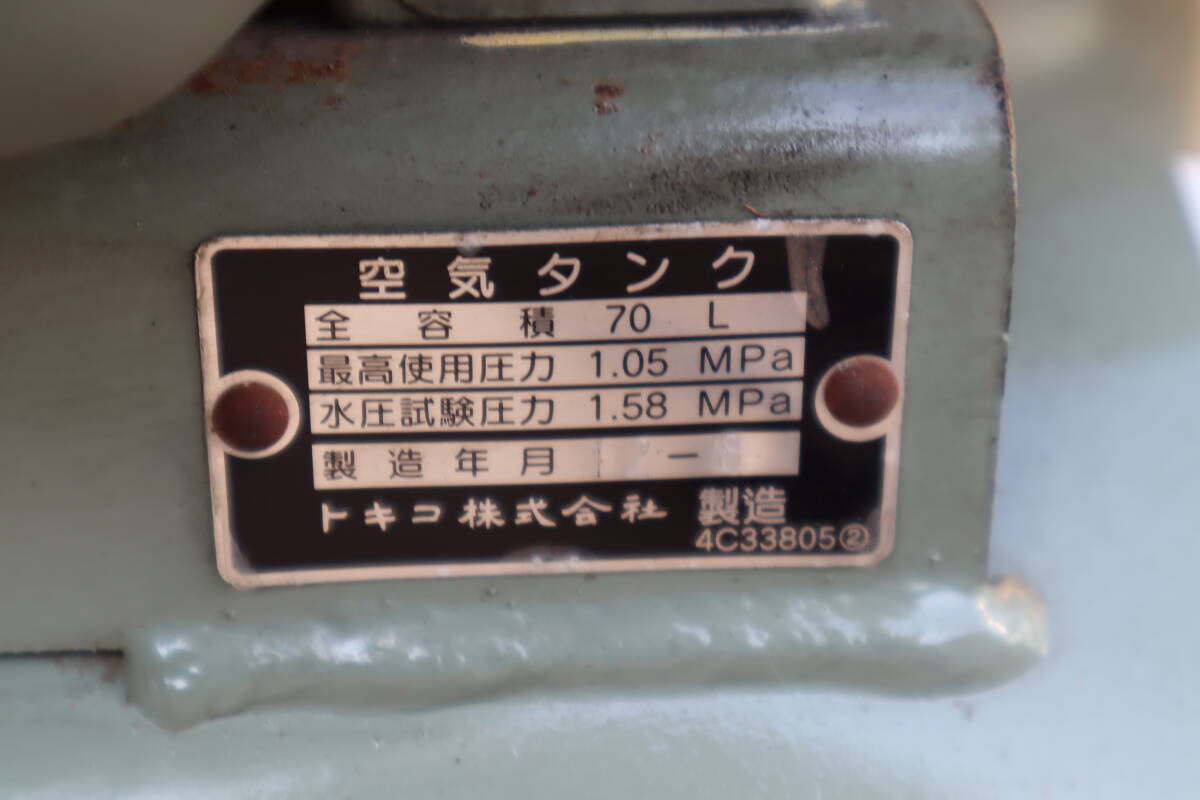 空気タンク
全容積 70 L
最高使用圧力 1.05 MPa
水圧試験圧力 1.58 MPa
製造年月 ー
トキコ株式会社 製造
4C33805②